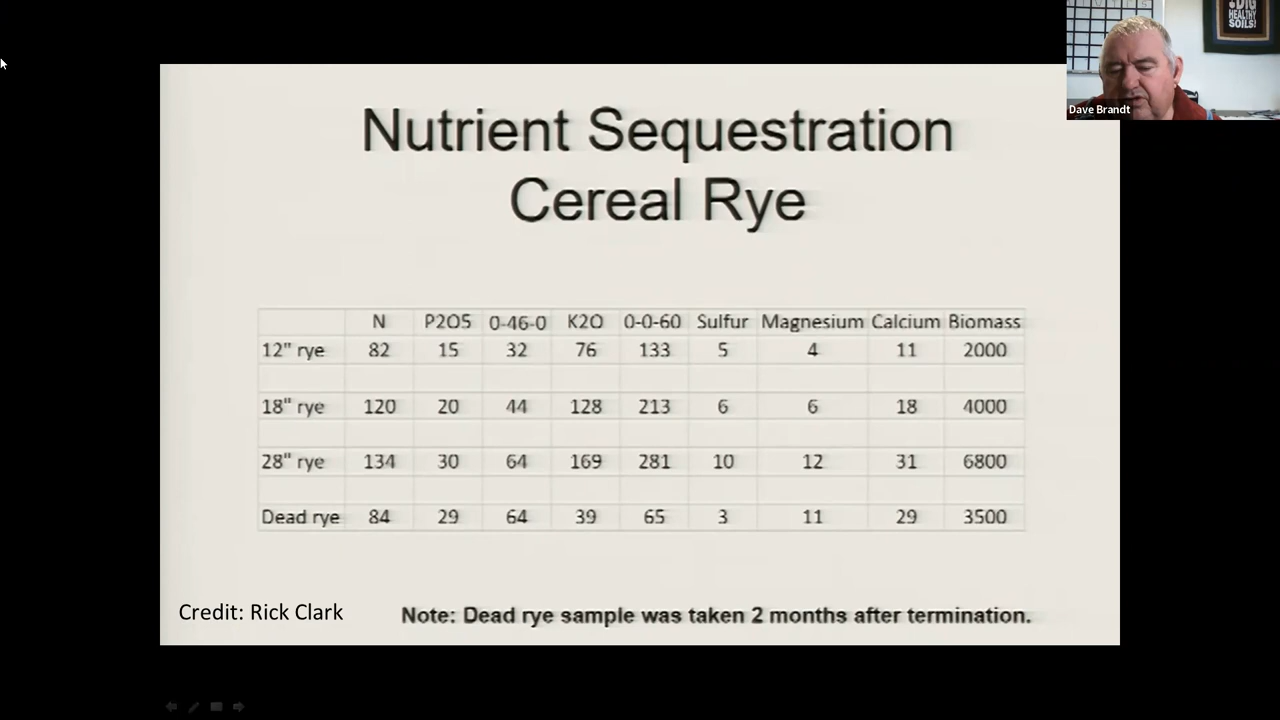 DIG
HEALTHY
SOILS!
Dave Brandt
Nutrient Sequestration
Cereal Rye
N P2O5 0-46-0 K2O 0-0-60 Sulfur Magnesium Calcium Biomass
12" rye 82 15 32 76 133 5 4 11 2000
18" rye 120 20 44 128 213 6 6 18 4000
28" rye 134 30 64 169 281 10 12 31 6800
Dead rye 84 29 64 39 65 3 11 29 3500
Credit: Rick Clark
Note: Dead rye sample was taken 2 months after termination.